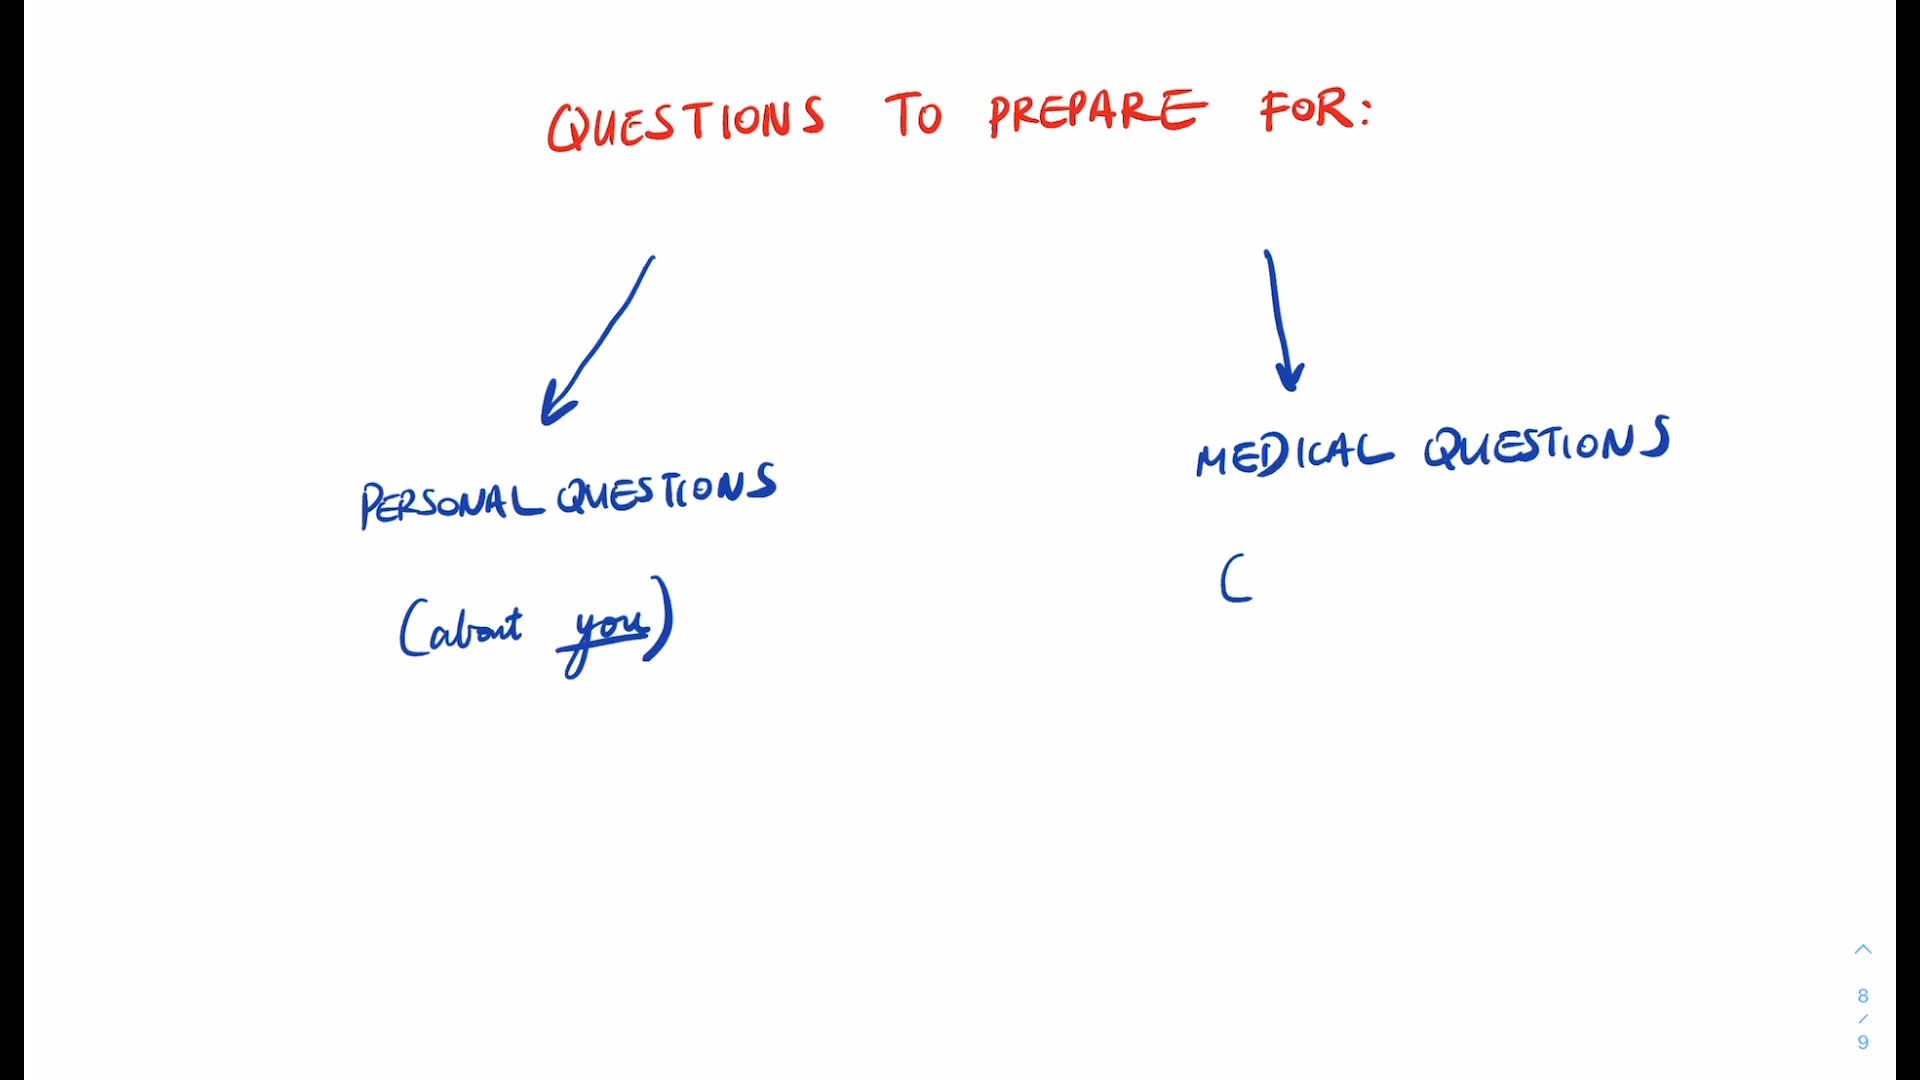 QUESTIONS TO PREPARE FOR:
PERSONAL QUESTIONS
(about you)
MEDICAL QUESTIONS
(
8
/
9